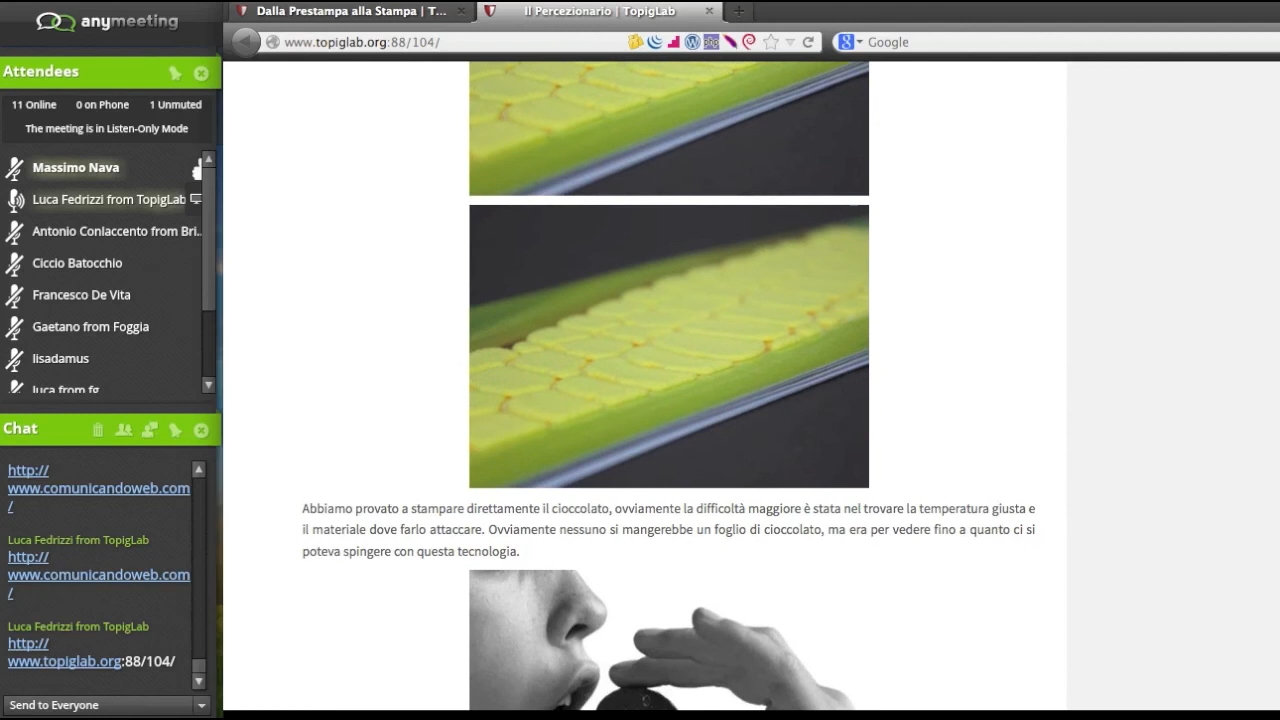 anymeeting
Dalla Prestampa alla Stampa | T...
Il Percezionario | TopigLab
www.topiglab.org:88/104/
Google
Attendees
11 Online 0 on Phone 1 Unmuted
The meeting is in Listen-Only Mode
Massimo Nava
Luca Fedrizzi from TopigLab
Antonio Conlaccento from Bri...
Ciccio Batocchio
Francesco De Vita
Gaetano from Foggia
lisadamus
luca from fg
Chat
http://
www.comunicandoweb.com
/
Luca Fedrizzi from TopigLab
http://
www.comunicandoweb.com
/
Luca Fedrizzi from TopigLab
http://
www.topiglab.org:88/104/
Send to Everyone
Abbiamo provato a stampare direttamente il cioccolato, ovviamente la difficoltà maggiore è stata nel trovare la temperatura giusta e
il materiale dove farlo attaccare. Ovviamente nessuno si mangerebbe un foglio di cioccolato, ma era per vedere fino a quanto ci si
poteva spingere con questa tecnologia.